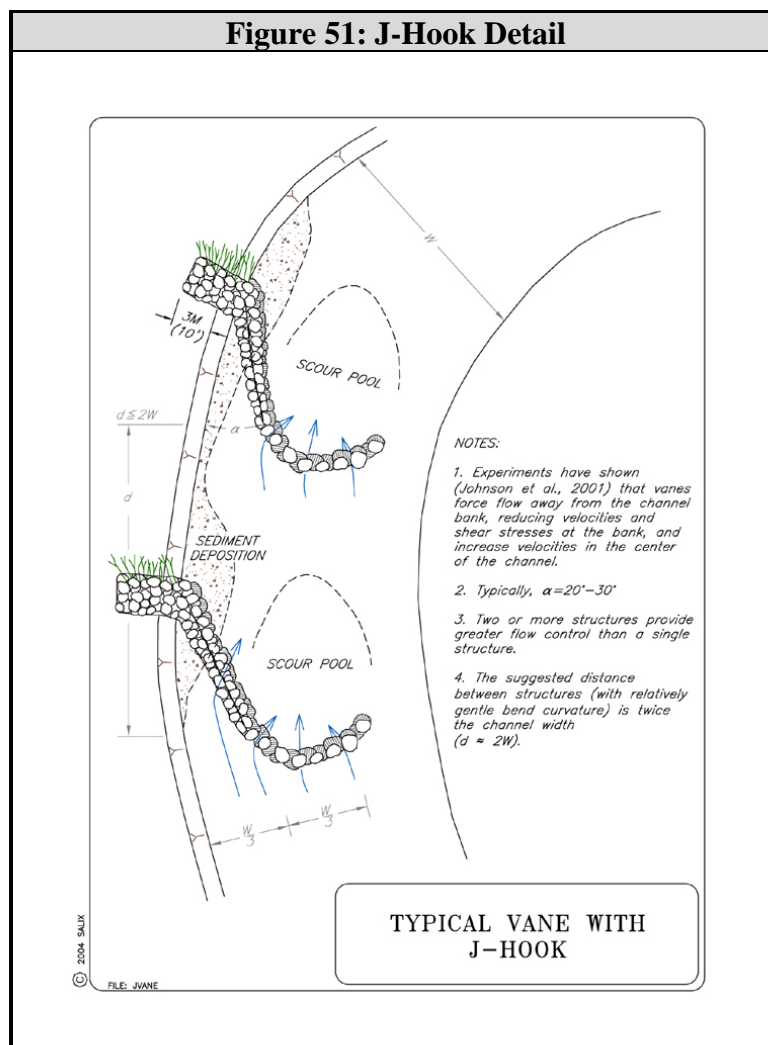 Figure 51: J-Hook Detail
W
3M
(10')
SCOUR POOL
d≤2W
α
d
SEDIMENT
DEPOSITION
SCOUR POOL
W
3
W
3
NOTES:
1. Experiments have shown
(Johnson et al., 2001) that vanes
force flow away from the channel
bank, reducing velocities and
shear stresses at the bank, and
increase velocities in the center
of the channel.
2. Typically, α=20°-30°
3. Two or more structures provide
greater flow control than a single
structure.
4. The suggested distance
between structures (with relatively
gentle bend curvature) is twice
the channel width
(d ≈ 2W).
TYPICAL VANE WITH
J-HOOK
© 2004 SALIX
FILE: JVANE